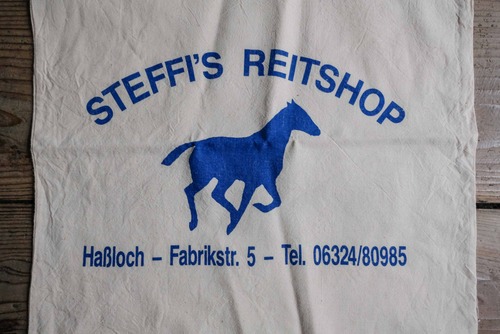 STEFFI'S REITSHOP
Haßloch – Fabrikstr. 5 – Tel. 06324/80985